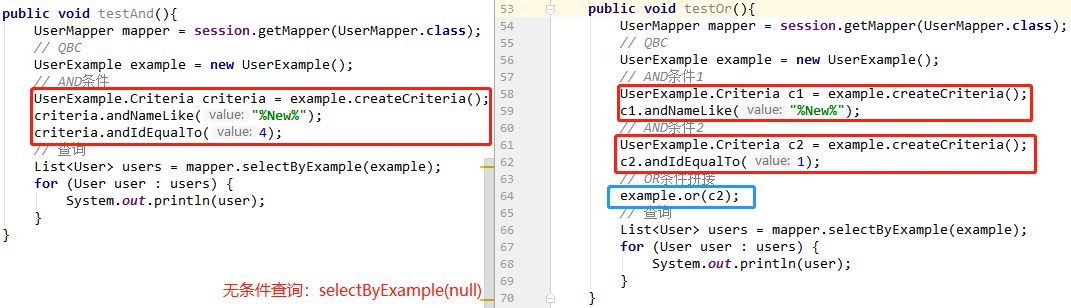 public void testAnd(){
UserMapper mapper = session.getMapper(UserMapper.class);
// QBC
UserExample example = new UserExample();
// AND条件
UserExample.Criteria criteria = example.createCriteria();
criteria.andNameLike( value: "%New%");
criteria.andIdEqualTo( value: 4);
// 查询
List<User> users = mapper.selectByExample(example);
for (User user : users) {
System.out.println(user);
}
}
无条件查询：selectByExample(null)
53 public void testOr(){
54 UserMapper mapper = session.getMapper(UserMapper.class);
55 // QBC
56 UserExample example = new UserExample();
57 // AND条件1
58 UserExample.Criteria c1 = example.createCriteria();
59 c1.andNameLike( value: "%New%");
60 // AND条件2
61 UserExample.Criteria c2 = example.createCriteria();
62 c2.andIdEqualTo( value: 1);
63 // OR条件拼接
64 example.or(c2);
65 // 查询
66 List<User> users = mapper.selectByExample(example);
67 for (User user : users) {
68 System.out.println(user);
69 }
70 }